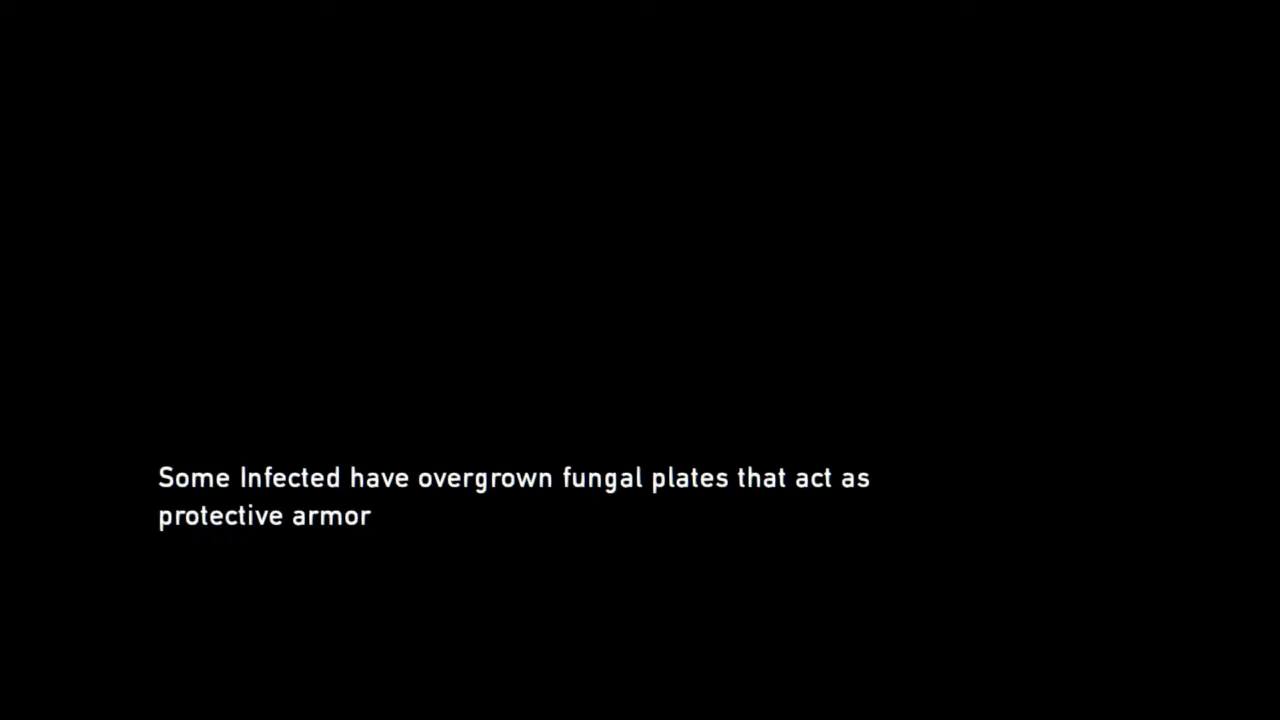 Some Infected have overgrown fungal plates that act as
protective armor